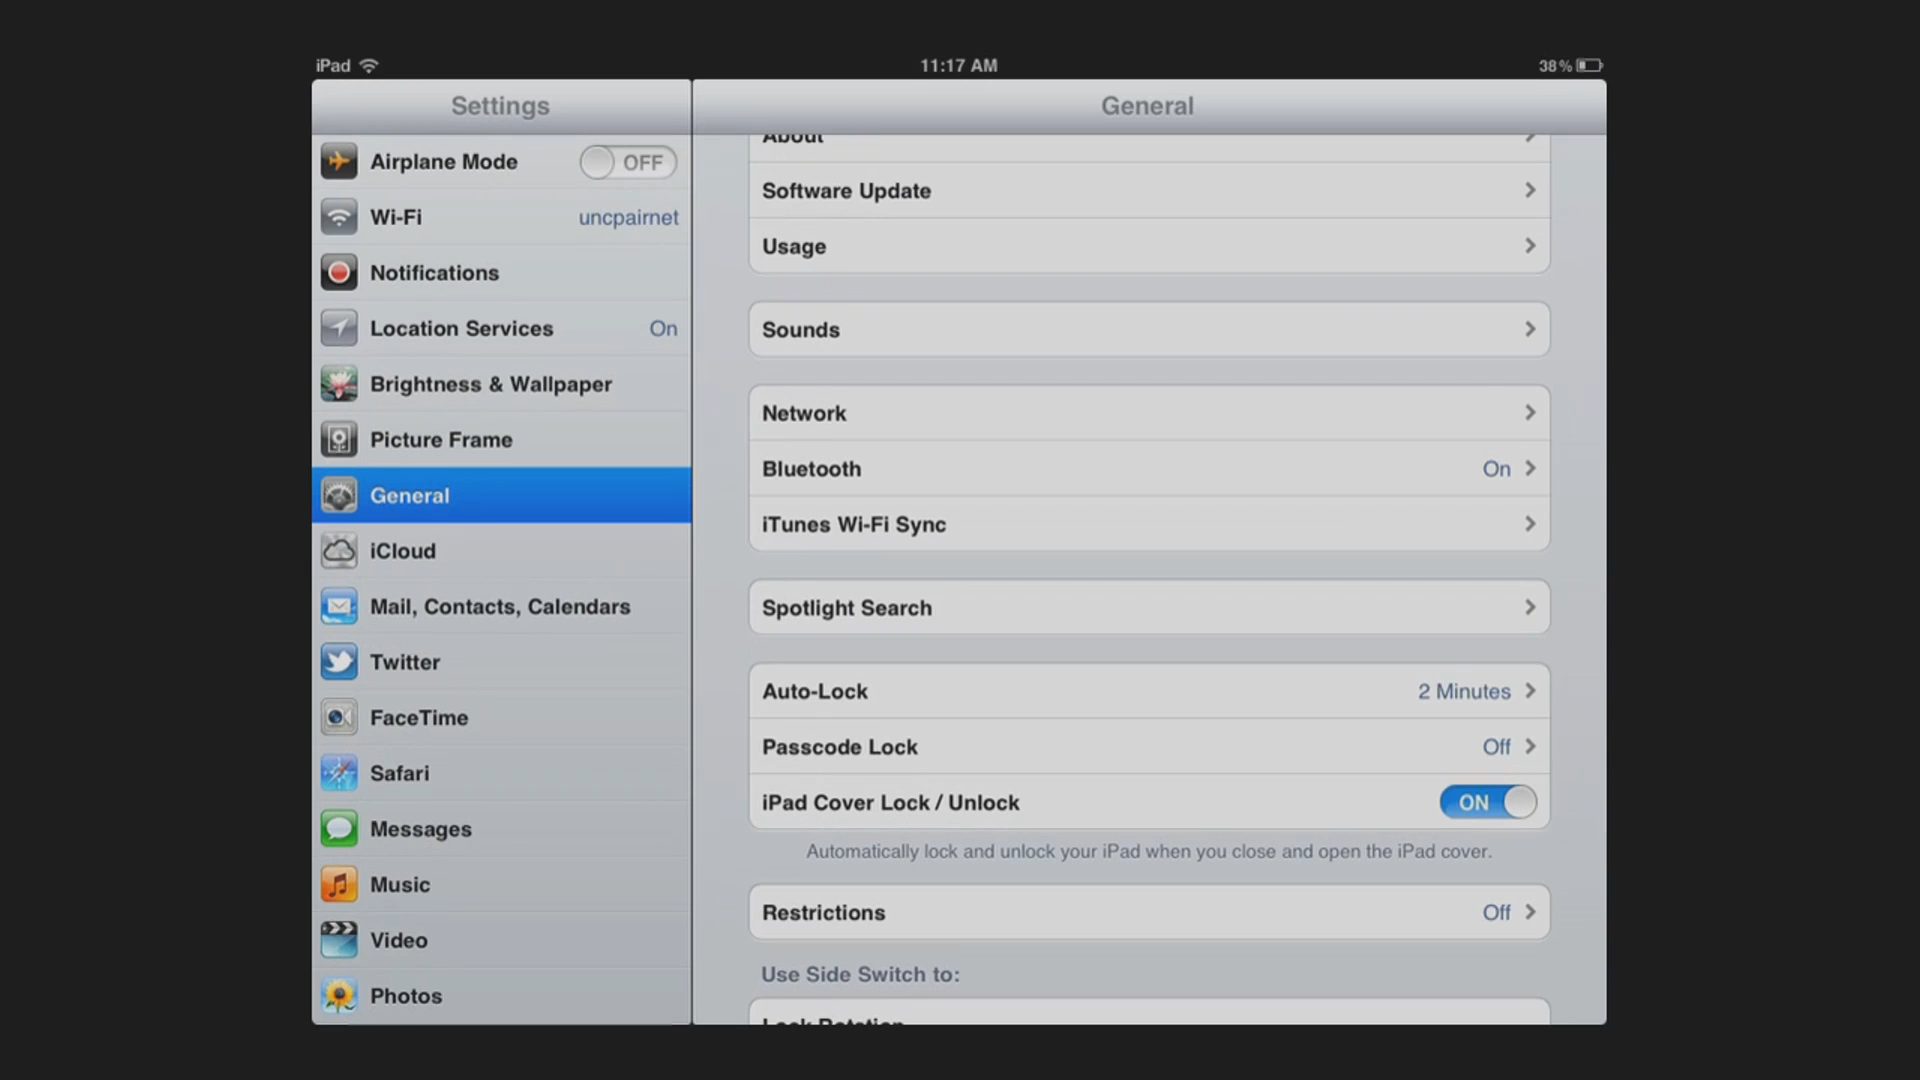 iPad
11:17 AM
38%
Settings
General
Airplane Mode OFF
Wi-Fi uncpairnet
Notifications
Location Services On
Brightness & Wallpaper
Picture Frame
General
iCloud
Mail, Contacts, Calendars
Twitter
FaceTime
Safari
Messages
Music
Video
Photos
About
Software Update
Usage
Sounds
Network
Bluetooth On
iTunes Wi-Fi Sync
Spotlight Search
Auto-Lock 2 Minutes
Passcode Lock Off
iPad Cover Lock / Unlock ON
Automatically lock and unlock your iPad when you close and open the iPad cover.
Restrictions Off
Use Side Switch to:
Lock Rotation